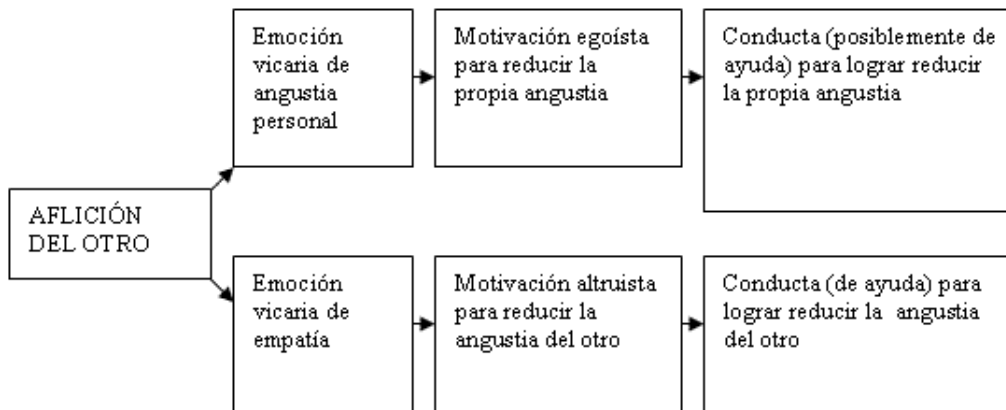 Emoción
vicaria de
angustia
personal
Motivación egoísta
para reducir la
propia angustia
Conducta (posiblemente de
ayuda) para lograr reducir
la propia angustia
AFLICIÓN
DEL OTRO
Emoción
vicaria de
empatía
Motivación altruista
para reducir la
angustia del otro
Conducta (de ayuda) para
lograr reducir la angustia
del otro